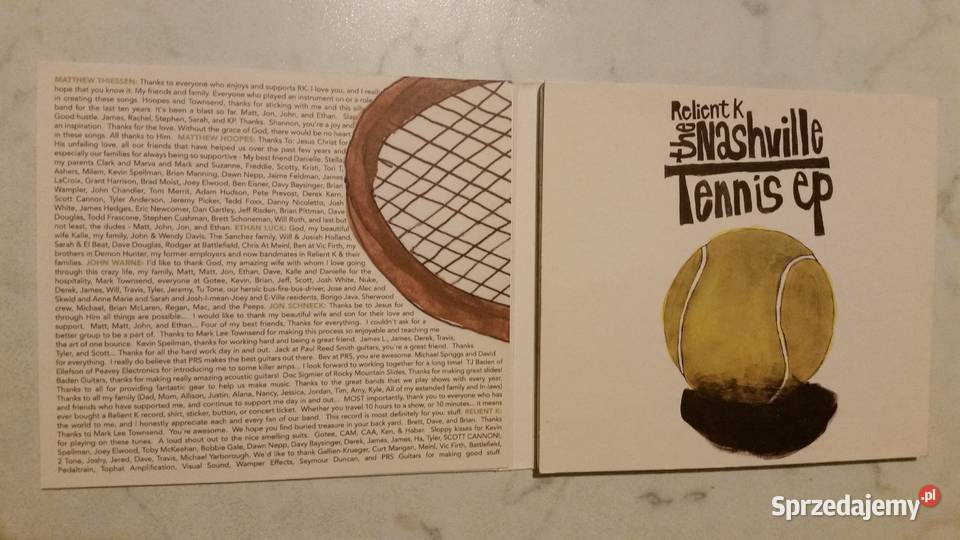 MATTHEW THIESSEN: Thanks to everyone who enjoys and supports RK. I love you, and I really
hope that you know it. My friends and family. Everyone who played an instrument on or a role
in creating these songs. Hoopes and Townsend, thanks for sticking with me and this silly
band for the last ten years. It's been a blast so far. Matt, Jon, John, and Ethan. Slap
Good hustle. James, Rachel, Stephen, Sarah, and KP. Thanks. Shannon, you're a joy and
an inspiration. Thanks for the love. Without the grace of God, there would be no heart
in these songs. All thanks to Him. MATTHEW HOOPES: Thanks To: Jesus Christ for
His unfailing love, all our friends that have helped us over the past few years and
especially our families for always being so supportive - My best friend Danielle, Stella,
my parents Clark and Marva and Mark and Suzanne, Freddie, Scotty, Kristi, Tori T,
Ashers, Milam, Kevin Spellman, Brian Manning, Dawn Nepp, Jaime Feldman, James
LaCroix, Grant Harrison, Brad Moist, Joey Elwood, Ben Eisner, Davy Baysinger, Brian
Wampler, John Chandler, Tom Merrit, Adam Hudson, Pete Prevost, Derek Kern,
Scott Cannon, Tyler Anderson, Jeremy Picker, Tedd Foxx, Danny Nicoletto, Josh
White, James Hedges, Eric Newcomer, Dan Gartley, Jeff Risden, Brian Pittman, Dave
Douglas, Todd Frascone, Stephen Cushman, Brett Schoneman, Will Roth, and last but
not least, the dudes - Matt, John, Jon, and Ethan. ETHAN LUCK: God, my beautiful
wife Kalle, my family, John & Wendy Davis, The Sanchez family, Will & Josiah Holland,
Sarah & El Beat, Dave Douglas, Rodger at Battlefield, Chris At Meinl, Ben at Vic Firth, my
brothers in Demon Hunter, my former employers and now bandmates in Relient K & their
families. JOHN WARNE: I'd like to thank God, my amazing wife with whom I love going
through this crazy life, my family, Matt, Matt, Jon, Ethan, Dave, Kalle and Danielle for the
hospitality, Mark Townsend, everyone at Gotee, Kevin, Brian, Jeff, Scott, Josh White, Nuke,
Derek, James, Will, Travis, Tyler, Jeremy, Tu Tone, our heroic bus-fire-bus-driver, Jose and Alec and
Skwid and Anne Marie and Sarah and Josh-I-mean-Joey and E-Ville residents, Borigo Java, Sherwood
crew, Michael, Brian McLaren, Regan, Mac, and the Peeps. JON SCHNECK: Thanks be to Jesus for
through Him all things are possible... I would like to thank my beautiful wife and son for their love and
support. Matt, Matt, John, and Ethan... Four of my best friends, Thanks for everything. I couldn't ask for a
better group to be a part of. Thanks to Mark Lee Townsend for making this process so enjoyable and teaching me
the art of one bounce. Kevin Spellman, thanks for working hard and being a great friend. James L., James, Derek, Travis,
Tyler, and Scott... Thanks for all the hard work day in and out. Jack at Paul Reed Smith guitars, you're a great friend. Thanks
for everything. I really do believe that PRS makes the best guitars out there. Bev at PRS, you are awesome. Michael Spriggs and David
Ellefson of Peavey Electronics for introducing me to some killer amps... I look forward to working together for a long time! TJ Baden of
Baden Guitars, thanks for making really amazing acoustic guitars! Doc Sigmier of Rocky Mountain Slides, Thanks for making great slides!
Thanks to all for providing fantastic gear to help us make music. Thanks to the great bands that we play shows with every year.
Thanks to all my family (Dad, Mom, Allison, Justin, Alana, Nancy, Jessica, Jordan, Tim, Amy, Kyle, All of my extended family and In-laws)
and friends who have supported me, and continue to support me day in and out... MOST importantly, thank you to everyone who has
ever bought a Relient K record, shirt, sticker, button, or concert ticket. Whether you travel 10 hours to a show, or 10 minutes... it means
the world to me; and I honestly appreciate each and every fan of our band. This record is most definitely for you. stuff. RELIENT K:
Thanks to Mark Lee Townsend. You're awesome. We hope you find buried treasure in your back yard. Brett, Dave, and Brian. Thanks
for playing on these tunes. A loud shout out to the nice smelling suits. Gotee, CAM, CAA, Ken, & Haber. Sloppy kisses for Kevin
Spellman, Joey Elwood, Toby McKeehan, Bobbie Gale, Dawn Nepp, Davy Baysinger, Derek, James, James, Ha, Tyler, SCOTT CANNON!,
2 Tone, Joshy, Jared, Dave, Travis, Michael Yarborough. We'd like to thank Gallien-Krueger, Curt Mangan, Meinl, Vic Firth, Battlefield,
Pedaltrain, Tophat Amplification, Visual Sound, Wamper Effects, Seymour Duncan, and PRS Guitars for making good stuff.
Relient K
the Nashville
Tennis ep
Sprzedajemy.pl